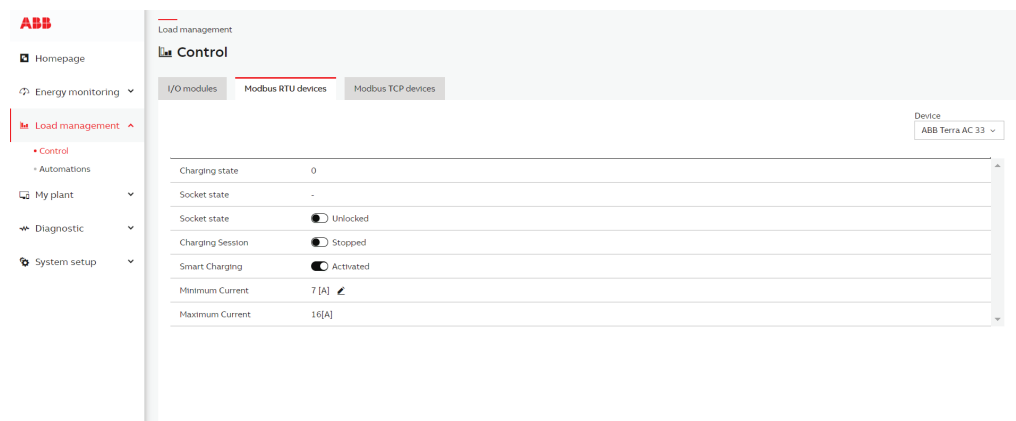 ABB
Homepage
Energy monitoring
Load management
Control
Automations
My plant
Diagnostic
System setup
Load management
Control
I/O modules
Modbus RTU devices
Modbus TCP devices
Device
ABB Terra AC 33
Charging state 0
Socket state -
Socket state Unlocked
Charging Session Stopped
Smart Charging Activated
Minimum Current 7 [A]
Maximum Current 16[A]